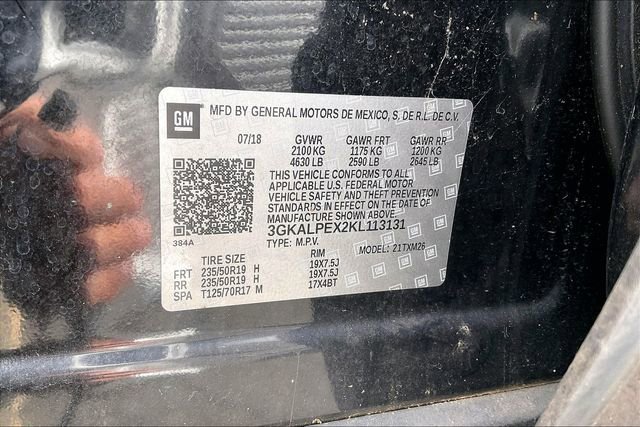 GM
MFD BY GENERAL MOTORS DE MEXICO, S. DE R.L. DE C.V.
07/18 GVWR GAWR FRT GAWR RR
2100 KG 1175 KG 1200 KG
4630 LB 2590 LB 2645 LB
THIS VEHICLE CONFORMS TO ALL
APPLICABLE U.S. FEDERAL MOTOR
VEHICLE SAFETY AND THEFT PREVENTION
STANDARDS IN EFFECT ON THE DATE OF
MANUFACTURE SHOWN ABOVE.
3GKALPEX2KL113131
384A TYPE: M.P.V. MODEL: 21TXM26
TIRE SIZE RIM
FRT 235/50R19 H 19X7.5J
RR 235/50R19 H 19X7.5J
SPA T125/70R17 M 17X4BT